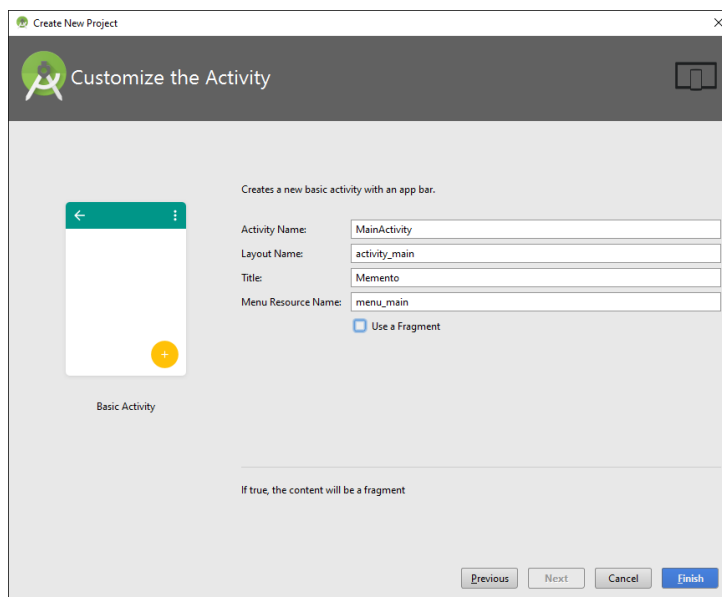 Create New Project
Customize the Activity
Creates a new basic activity with an app bar.
Activity Name: MainActivity
Layout Name: activity_main
Title: Memento
Menu Resource Name: menu_main
Use a Fragment
Basic Activity
If true, the content will be a fragment
Previous Next Cancel Finish